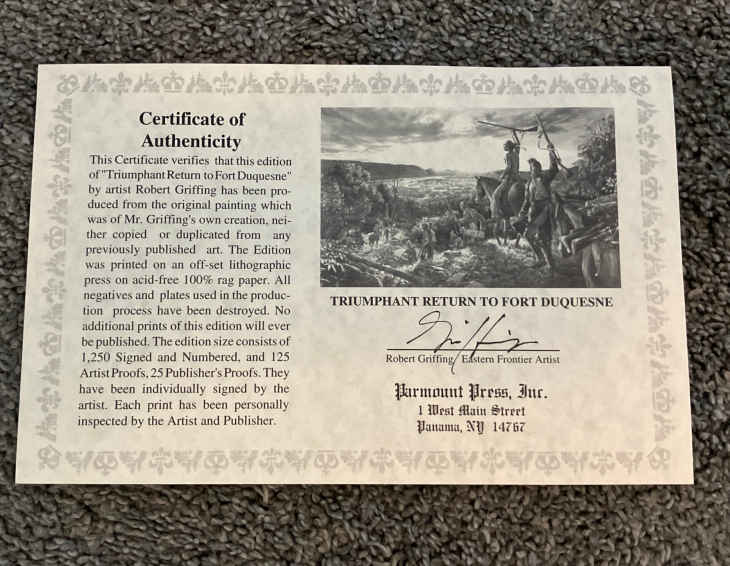 Certificate of
Authenticity
This Certificate verifies that this edition
of "Triumphant Return to Fort Duquesne"
by artist Robert Griffing has been pro-
duced from the original painting which
was of Mr. Griffing's own creation, nei-
ther copied or duplicated from any
previously published art. The Edition
was printed on an off-set lithographic
press on acid-free 100% rag paper. All
negatives and plates used in the produc-
tion process have been destroyed. No
additional prints of this edition will ever
be published. The edition size consists of
1,250 Signed and Numbered, and 125
Artist Proofs, 25 Publisher's Proofs. They
have been individually signed by the
artist. Each print has been personally
inspected by the Artist and Publisher.
TRIUMPHANT RETURN TO FORT DUQUESNE
Griffing
Robert Griffing/ Eastern Frontier Artist
Parmount Press, Inc.
1 West Main Street
Panama, NY 14767